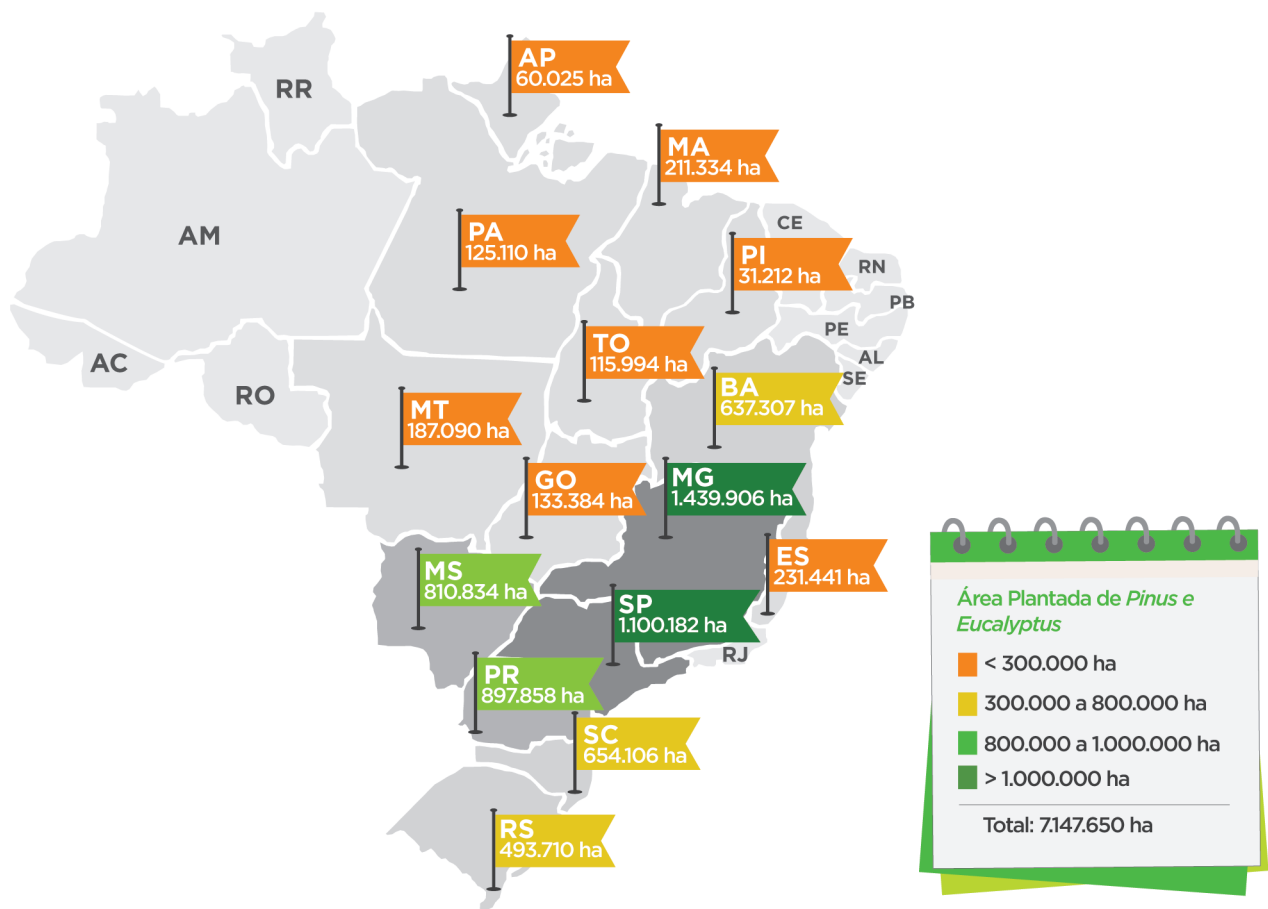 AP
60.025 ha
RR
MA
211.334 ha
AM
PA
125.110 ha
CE
PI
31.212 ha
RN
PB
PE
AL
SE
AC
RO
TO
115.994 ha
BA
637.307 ha
MT
187.090 ha
GO
133.384 ha
MG
1.439.906 ha
ES
231.441 ha
MS
810.834 ha
SP
1.100.182 ha
RJ
PR
897.858 ha
SC
654.106 ha
RS
493.710 ha
Área Plantada de Pinus e
Eucalyptus
< 300.000 ha
300.000 a 800.000 ha
800.000 a 1.000.000 ha
> 1.000.000 ha
Total: 7.147.650 ha